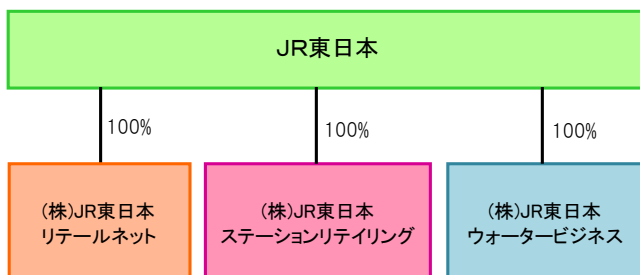 JR東日本
100%
100%
100%
(株)JR東日本
リテールネット
(株)JR東日本
ステーションリテイリング
(株)JR東日本
ウォータービジネス